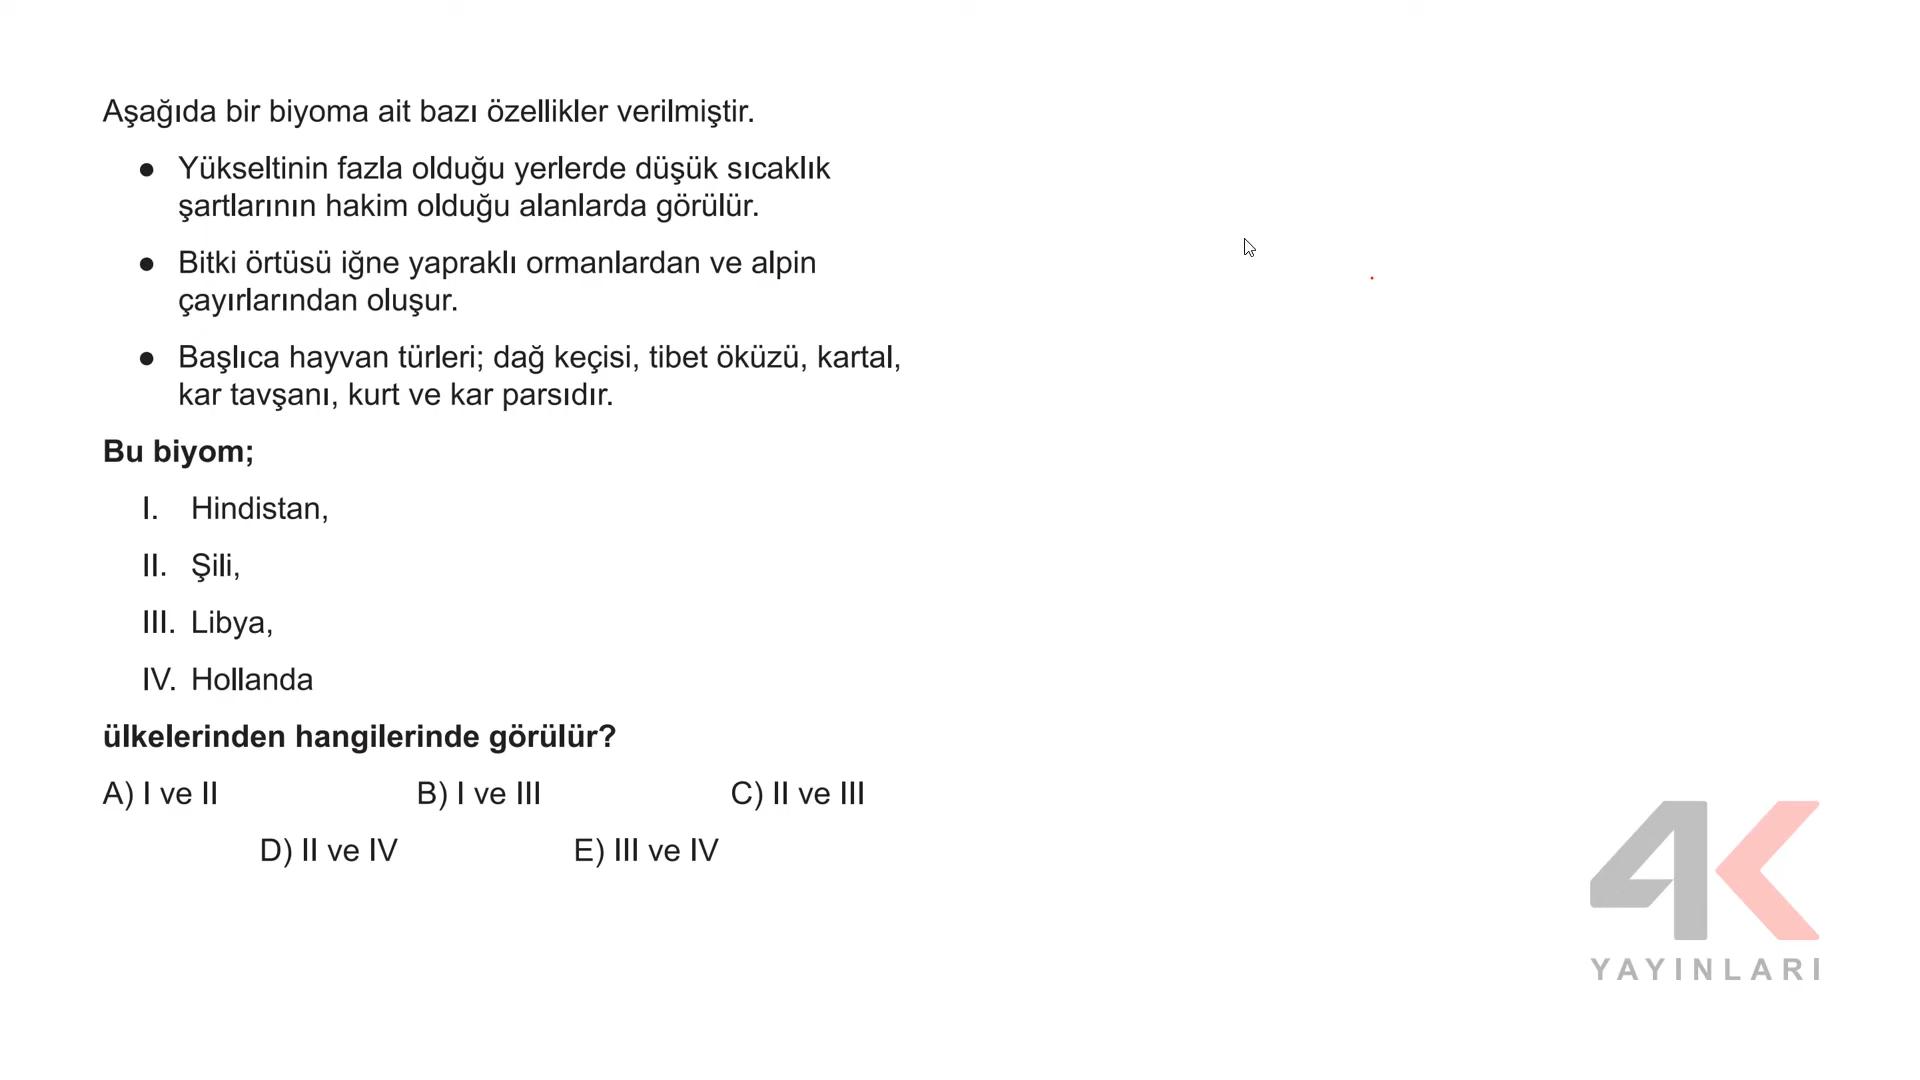 Aşağıda bir biyoma ait bazı özellikler verilmiştir.
● Yükseltinin fazla olduğu yerlerde düşük sıcaklık
şartlarının hakim olduğu alanlarda görülür.
● Bitki örtüsü iğne yapraklı ormanlardan ve alpin
çayırlarından oluşur.
● Başlıca hayvan türleri; dağ keçisi, tibet öküzü, kartal,
kar tavşanı, kurt ve kar parsıdır.
Bu biyom;
I. Hindistan,
II. Şili,
III. Libya,
IV. Hollanda
ülkelerinden hangilerinde görülür?
A) I ve II B) I ve III C) II ve III
D) II ve IV E) III ve IV
4K
YAYINLARI